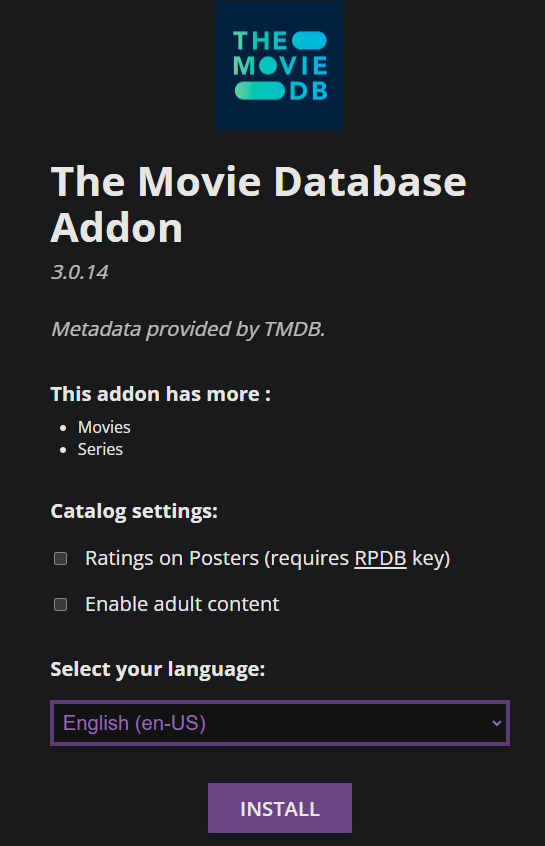 THE
MOVIE
DB
The Movie Database
Addon
3.0.14
Metadata provided by TMDB.
This addon has more :
Movies
Series
Catalog settings:
Ratings on Posters (requires RPDB key)
Enable adult content
Select your language:
English (en-US)
INSTALL